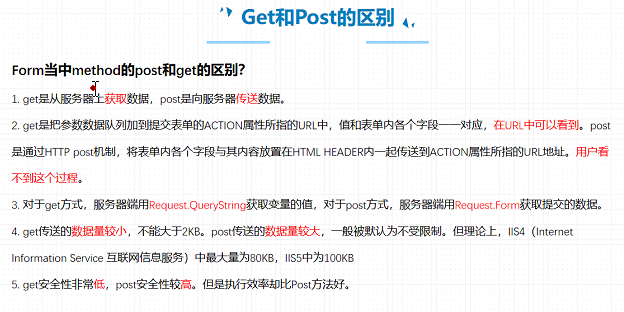 Get和Post的区别
Form当中method的post和get的区别？
1. get是从服务器上获取数据，post是向服务器传送数据。
2. get是把参数数据队列加到提交表单的ACTION属性所指的URL中，值和表单内各个字段一一对应，在URL中可以看到。post
是通过HTTP post机制，将表单内各个字段与其内容放置在HTML HEADER内一起传送到ACTION属性所指的URL地址。用户看
不到这个过程。
3. 对于get方式，服务器端用Request.QueryString获取变量的值，对于post方式，服务器端用Request.Form获取提交的数据。
4. get传送的数据量较小，不能大于2KB。post传送的数据量较大，一般被默认为不受限制。但理论上，IIS4（Internet
Information Service 互联网信息服务）中最大量为80KB，IIS5中为100KB
5. get安全性非常低，post安全性较高。但是执行效率却比Post方法好。